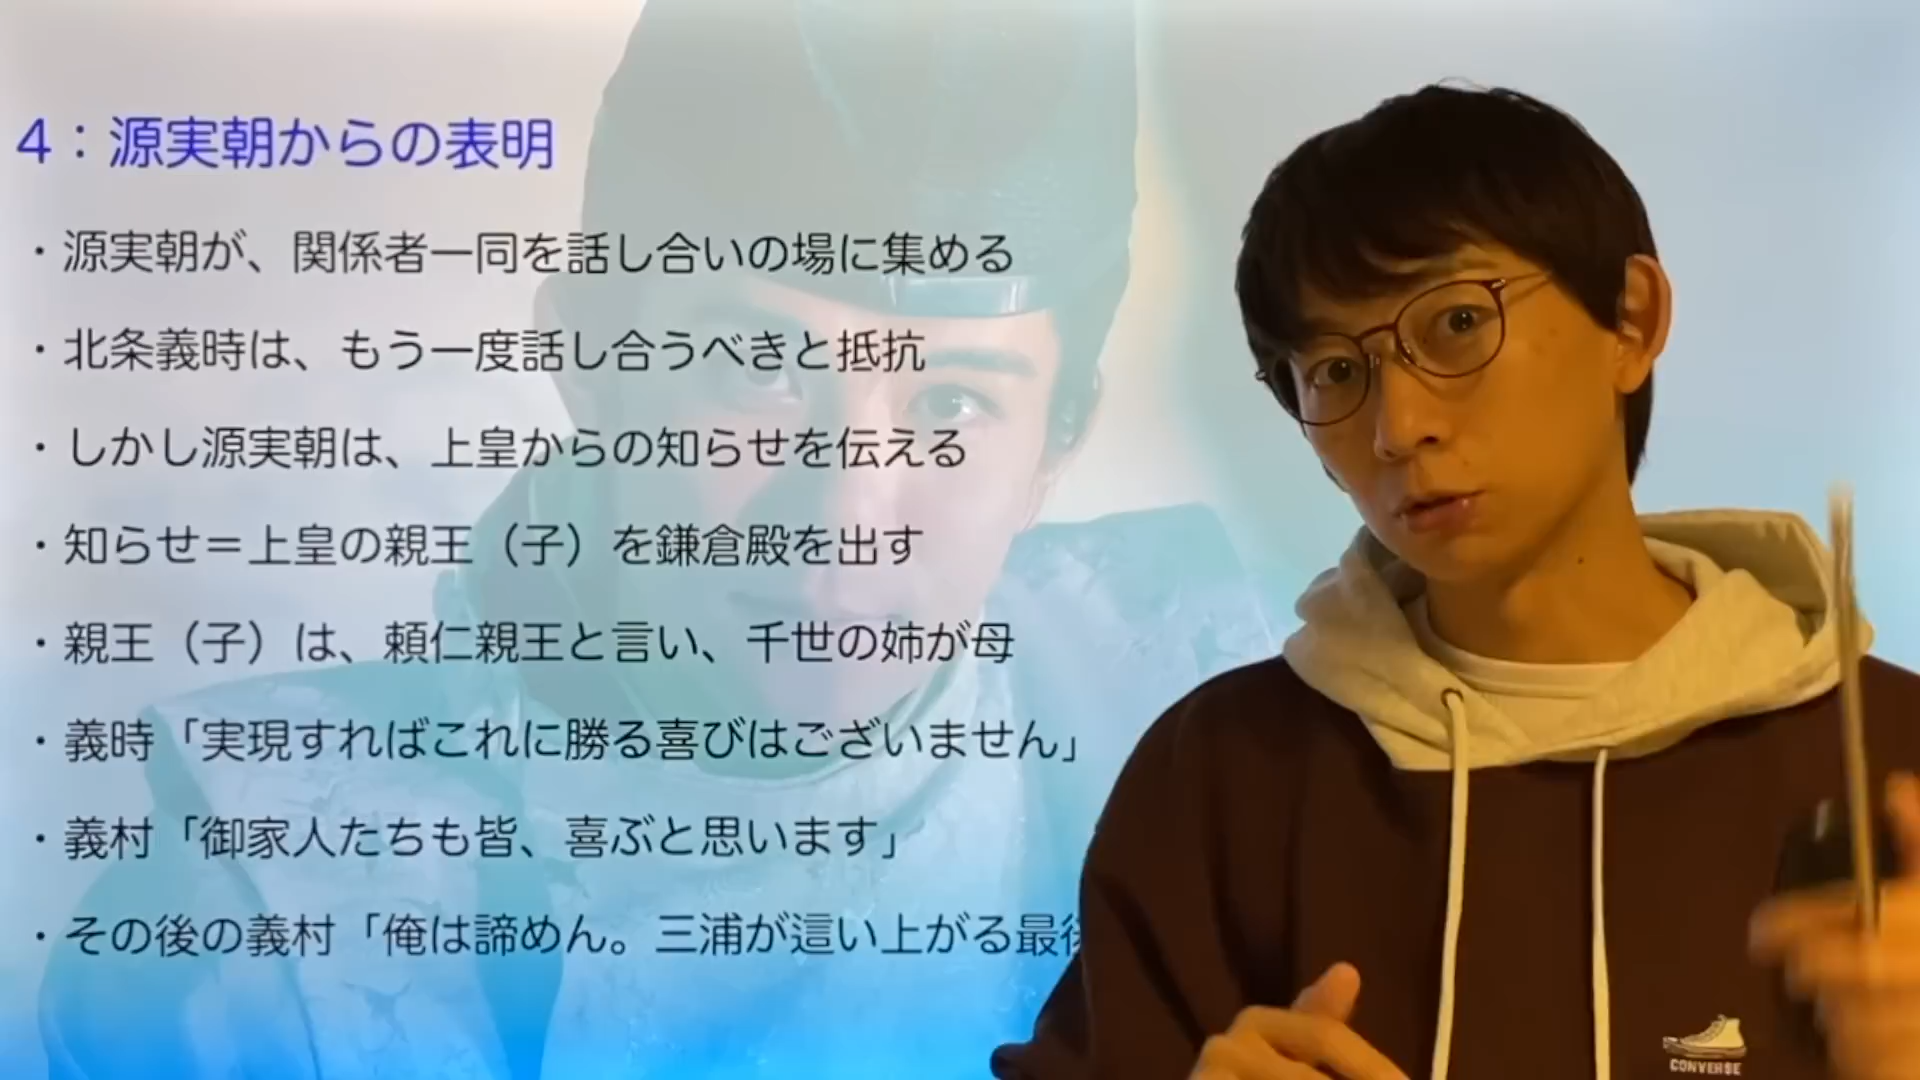 4：源実朝からの表明
・源実朝が、関係者一同を話し合いの場に集める
・北条義時は、もう一度話し合うべきと抵抗
・しかし源実朝は、上皇からの知らせを伝える
・知らせ＝上皇の親王（子）を鎌倉殿を出す
・親王（子）は、頼仁親王と言い、千世の姉が母
・義時「実現すればこれに勝る喜びはございません」
・義村「御家人たちも皆、喜ぶと思います」
・その後の義村「俺は諦めん。三浦が這い上がる最後
CONVERSE